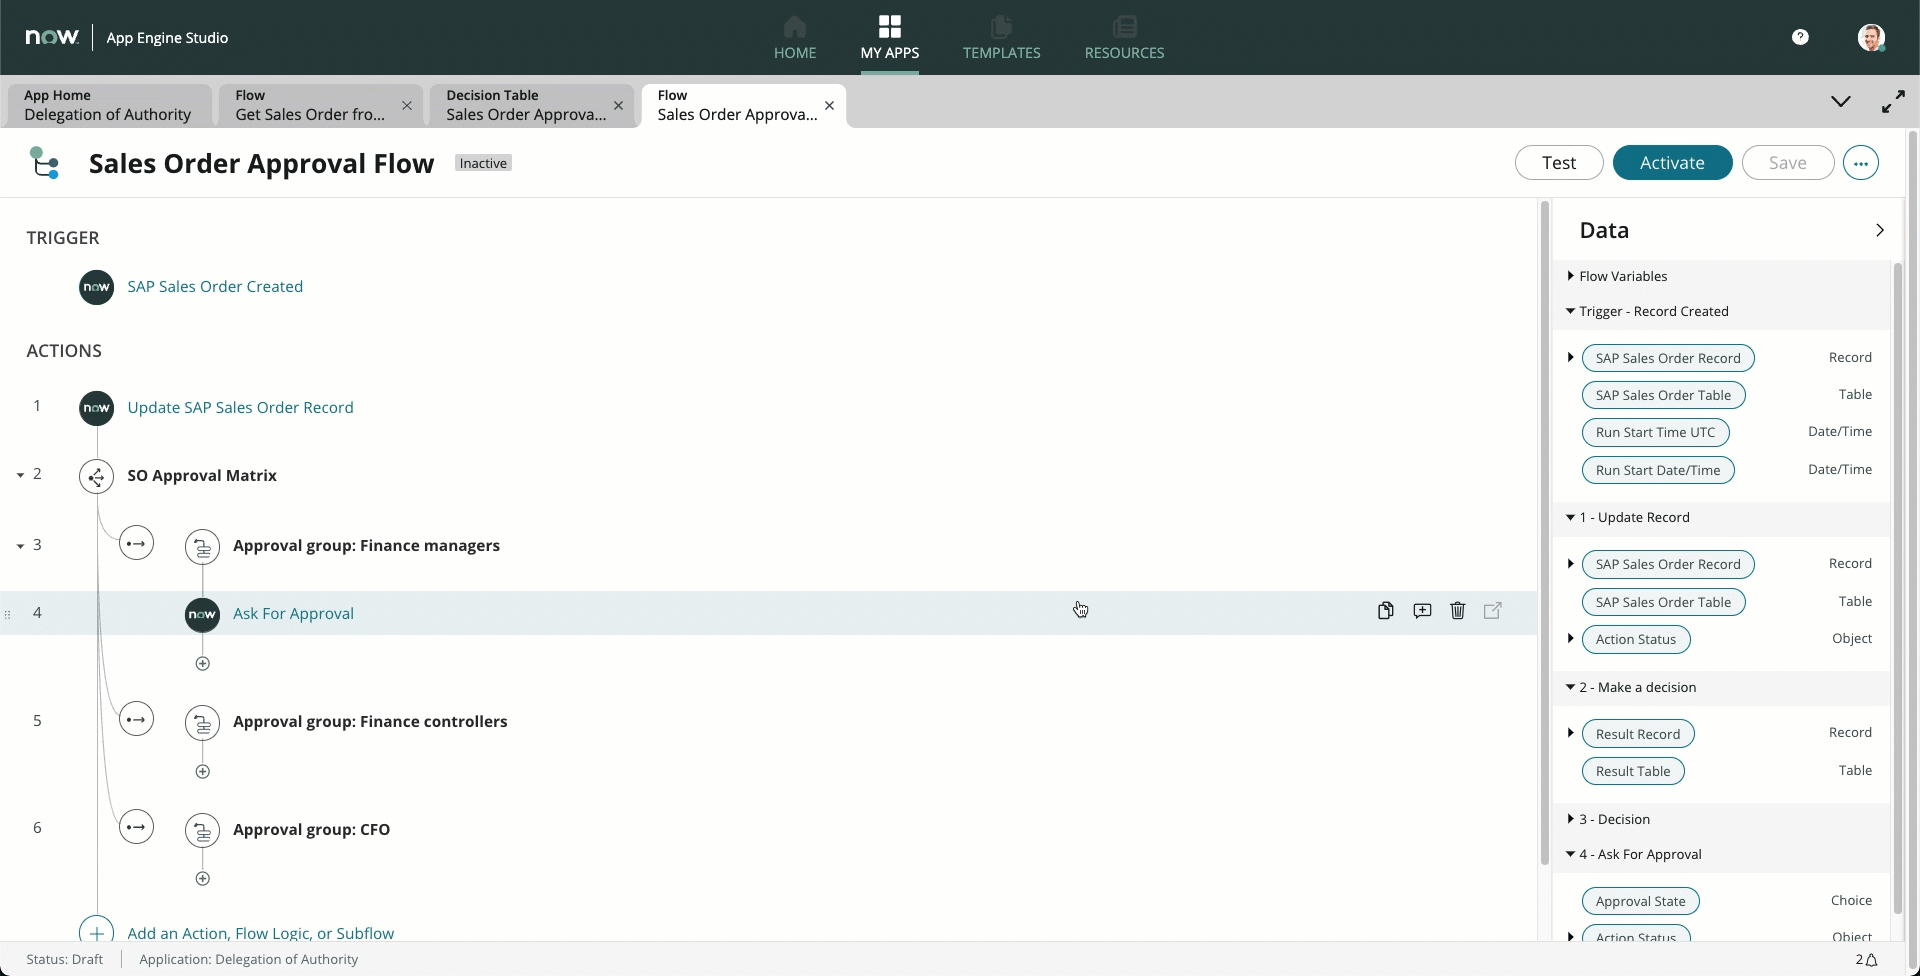 now
App Engine Studio
HOME
MY APPS
TEMPLATES
RESOURCES
?
App Home
Delegation of Authority
Flow
Get Sales Order fro...
Decision Table
Sales Order Approva...
Flow
Sales Order Approva...
Sales Order Approval Flow
Inactive
Test
Activate
Save
TRIGGER
now
SAP Sales Order Created
ACTIONS
1
now
Update SAP Sales Order Record
2
SO Approval Matrix
3
Approval group: Finance managers
4
now
Ask For Approval
5
Approval group: Finance controllers
6
Approval group: CFO
Add an Action, Flow Logic, or Subflow
Data
Flow Variables
Trigger - Record Created
SAP Sales Order Record Record
SAP Sales Order Table Table
Run Start Time UTC Date/Time
Run Start Date/Time Date/Time
1 - Update Record
SAP Sales Order Record Record
SAP Sales Order Table Table
Action Status Object
2 - Make a decision
Result Record Record
Result Table Table
3 - Decision
4 - Ask For Approval
Approval State Choice
Action Status Object
Status: Draft
Application: Delegation of Authority
2